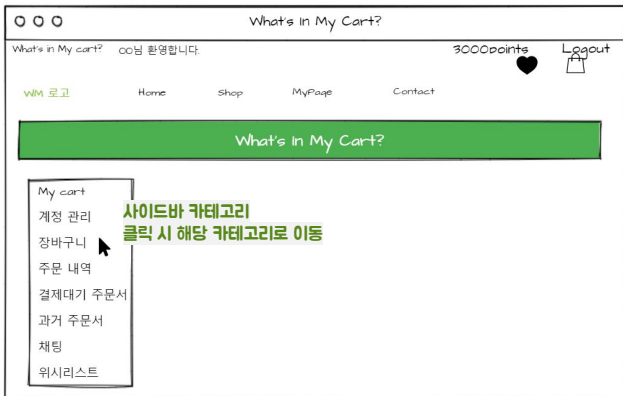 What's In My Cart?
What's in My cart? OO님 환영합니다. 3000points Logout
WM 로고 Home Shop MyPage Contact
What's In My Cart?
My cart
계정 관리
장바구니
주문 내역
결제대기 주문서
과거 주문서
채팅
위시리스트
사이드바 카테고리
클릭 시 해당 카테고리로 이동